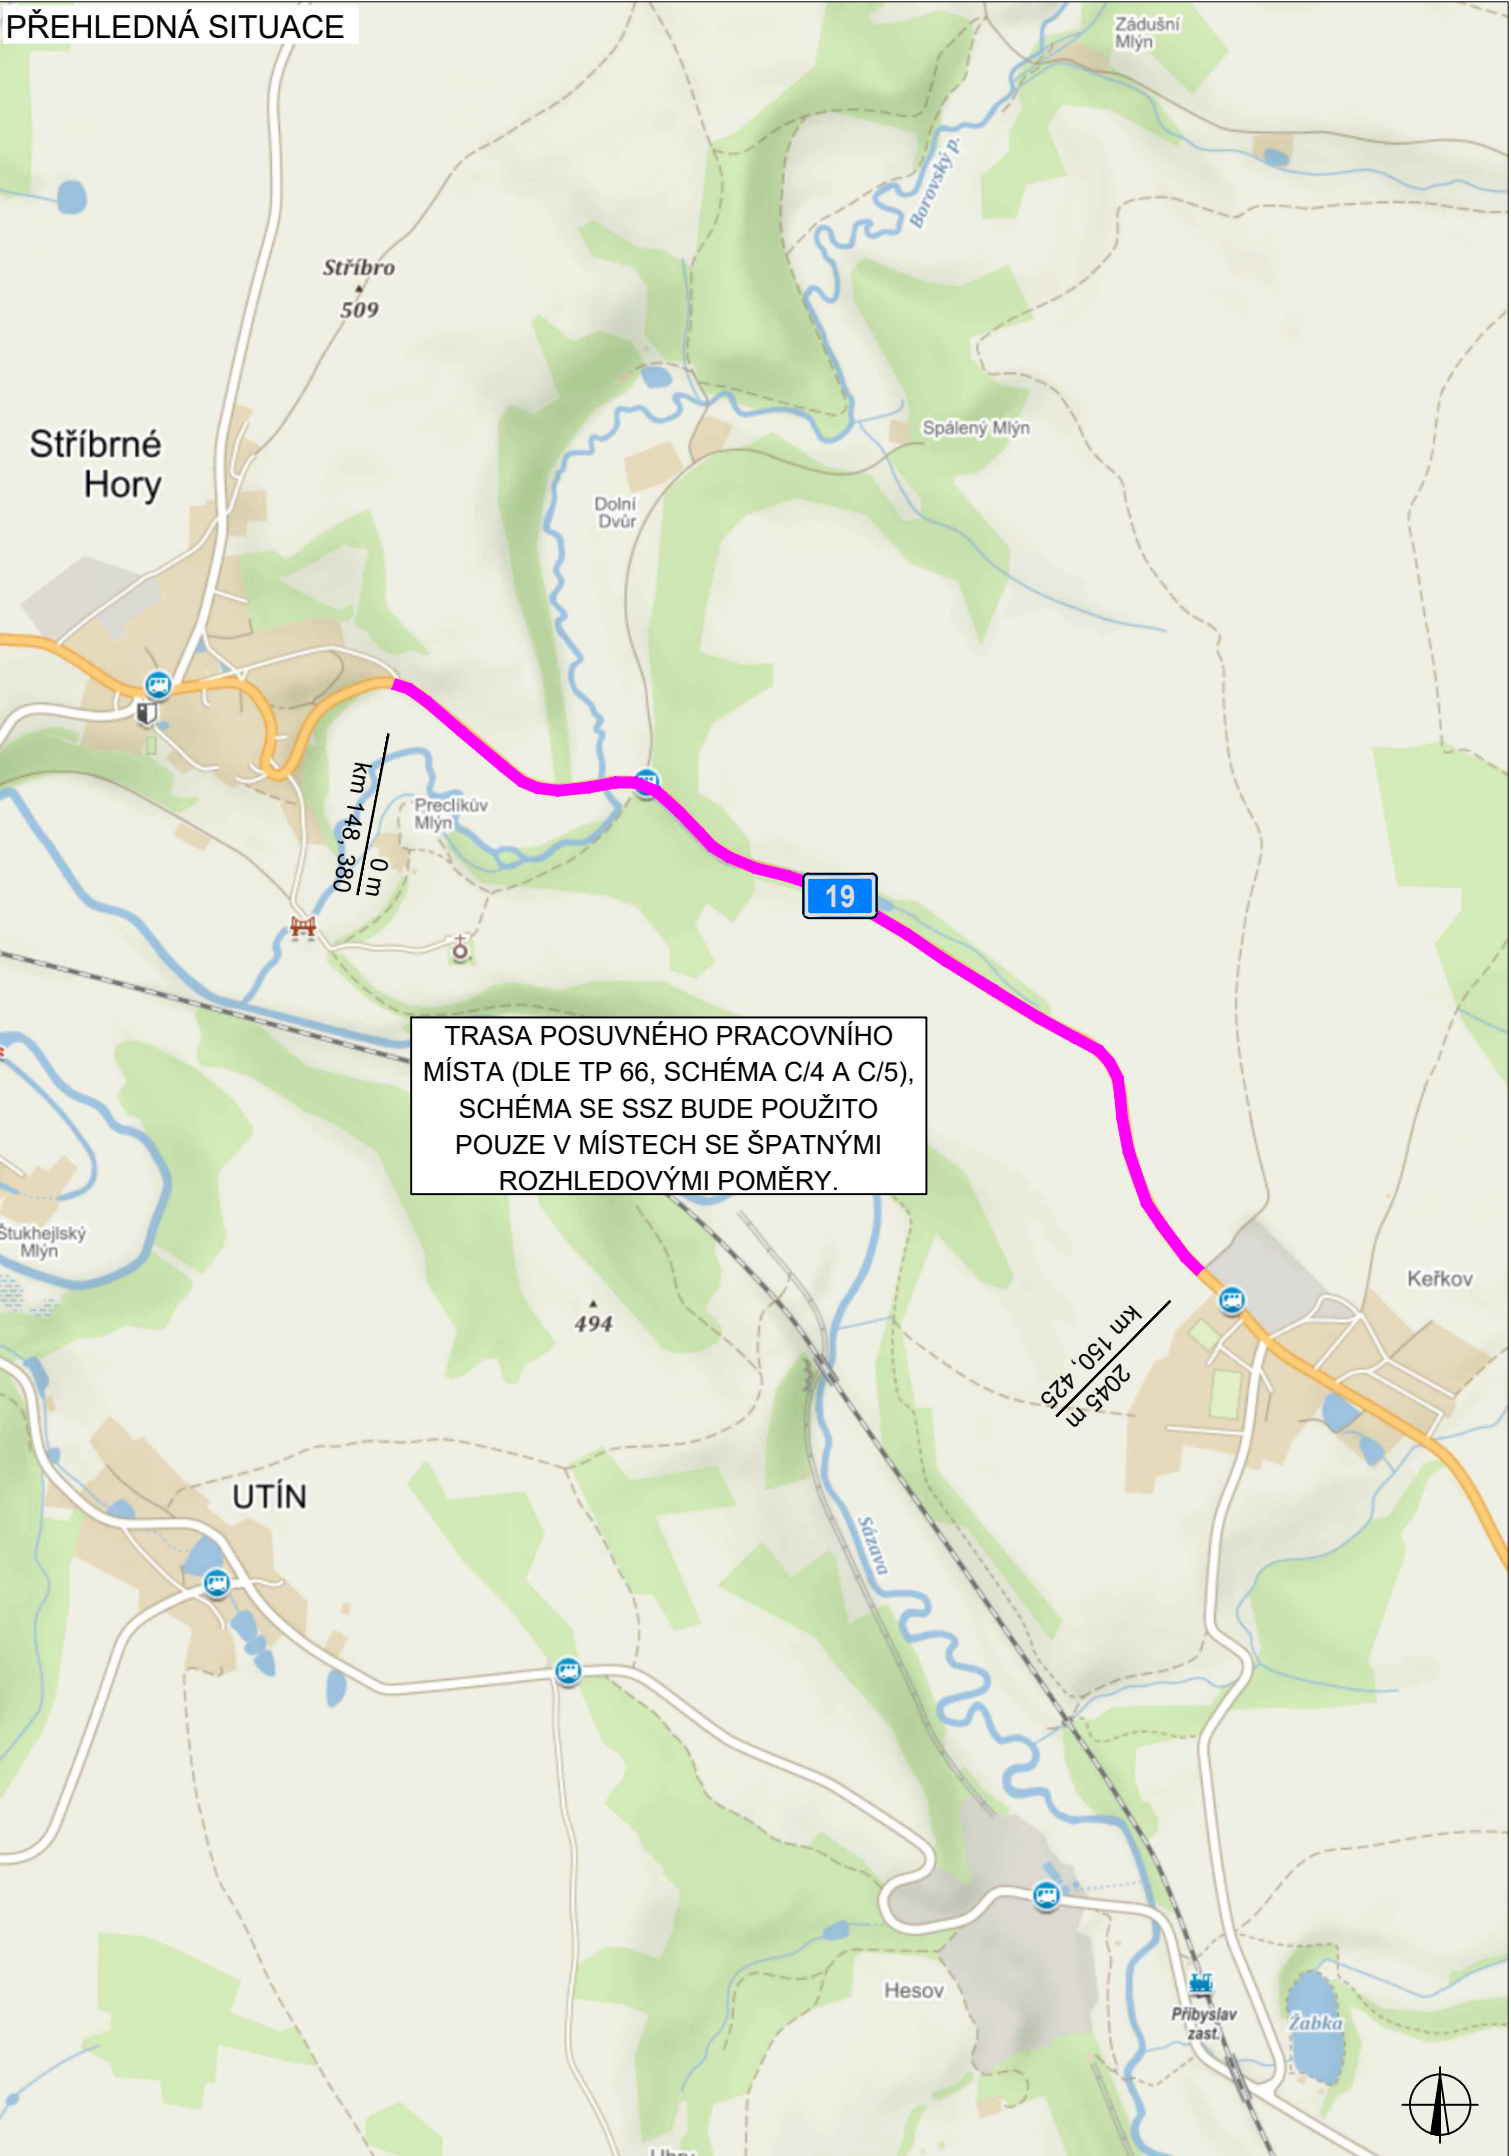 PŘEHLEDNÁ SITUACE
Zádušní
Mlýn
Borovský p.
Stříbro
509
Stříbrné
Hory
Spálený Mlýn
Dolní
Dvůr
km 148, 380
0 m
Preclíkův
Mlýn
19
TRASA POSUVNÉHO PRACOVNÍHO
MÍSTA (DLE TP 66, SCHÉMA C/4 A C/5),
SCHÉMA SE SSZ BUDE POUŽITO
POUZE V MÍSTECH SE ŠPATNÝMI
ROZHLEDOVÝMI POMĚRY.
Štukhejlský
Mlýn
494
Keřkov
km 150, 425
2045 m
UTÍN
Sázava
Hesov
Přibyslav
zast.
Žabka